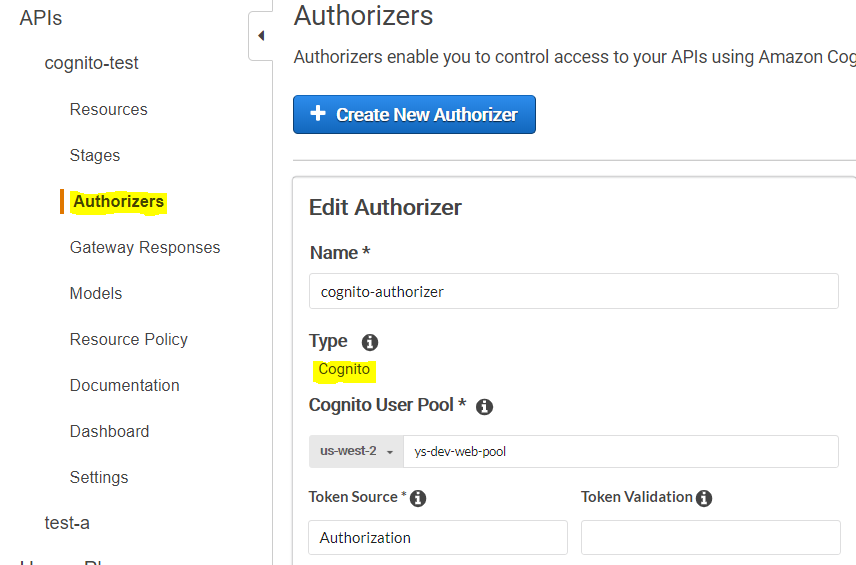 APIs
cognito-test
Resources
Stages
Authorizers
Gateway Responses
Models
Resource Policy
Documentation
Dashboard
Settings
test-a
Authorizers
Authorizers enable you to control access to your APIs using Amazon Cog
+ Create New Authorizer
Edit Authorizer
Name *
cognito-authorizer
Type
Cognito
Cognito User Pool *
us-west-2 ys-dev-web-pool
Token Source * Token Validation
Authorization